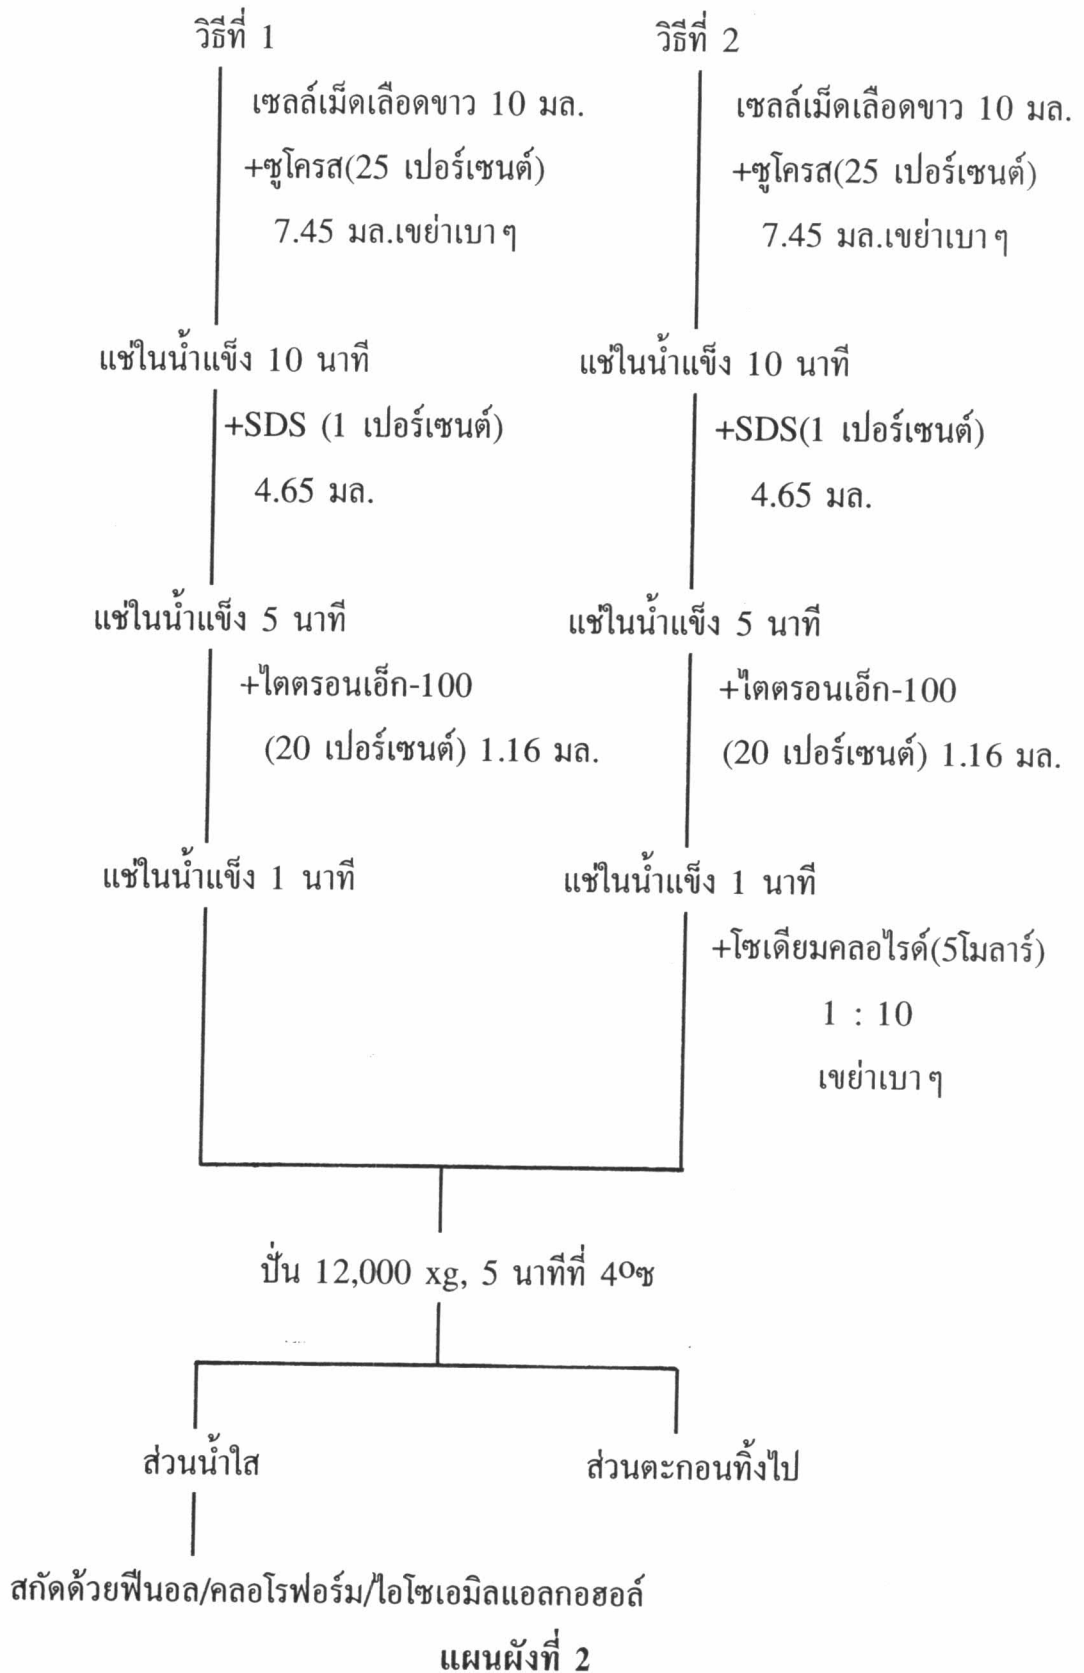 วิธีที่ 1
เซลล์เม็ดเลือดขาว 10 มล.
+ซูโครส(25 เปอร์เซนต์)
7.45 มล.เขย่าเบาๆ
แช่ในน้ำแข็ง 10 นาที
+SDS (1 เปอร์เซนต์)
4.65 มล.
แช่ในน้ำแข็ง 5 นาที
+ไตตรอนเอ็ก-100
(20 เปอร์เซนต์) 1.16 มล.
แช่ในน้ำแข็ง 1 นาที
วิธีที่ 2
เซลล์เม็ดเลือดขาว 10 มล.
+ซูโครส(25 เปอร์เซนต์)
7.45 มล.เขย่าเบาๆ
แช่ในน้ำแข็ง 10 นาที
+SDS(1 เปอร์เซนต์)
4.65 มล.
แช่ในน้ำแข็ง 5 นาที
+ไตตรอนเอ็ก-100
(20 เปอร์เซนต์) 1.16 มล.
แช่ในน้ำแข็ง 1 นาที
+โซเดียมคลอไรด์(5โมลาร์)
1 : 10
เขย่าเบาๆ
ปั่น 12,000 xg, 5 นาทีที่ 4ºซ
ส่วนน้ำใส
ส่วนตะกอนทิ้งไป
สกัดด้วยฟีนอล/คลอโรฟอร์ม/ไอโซเอมิลแอลกอฮอล์
แผนผังที่ 2